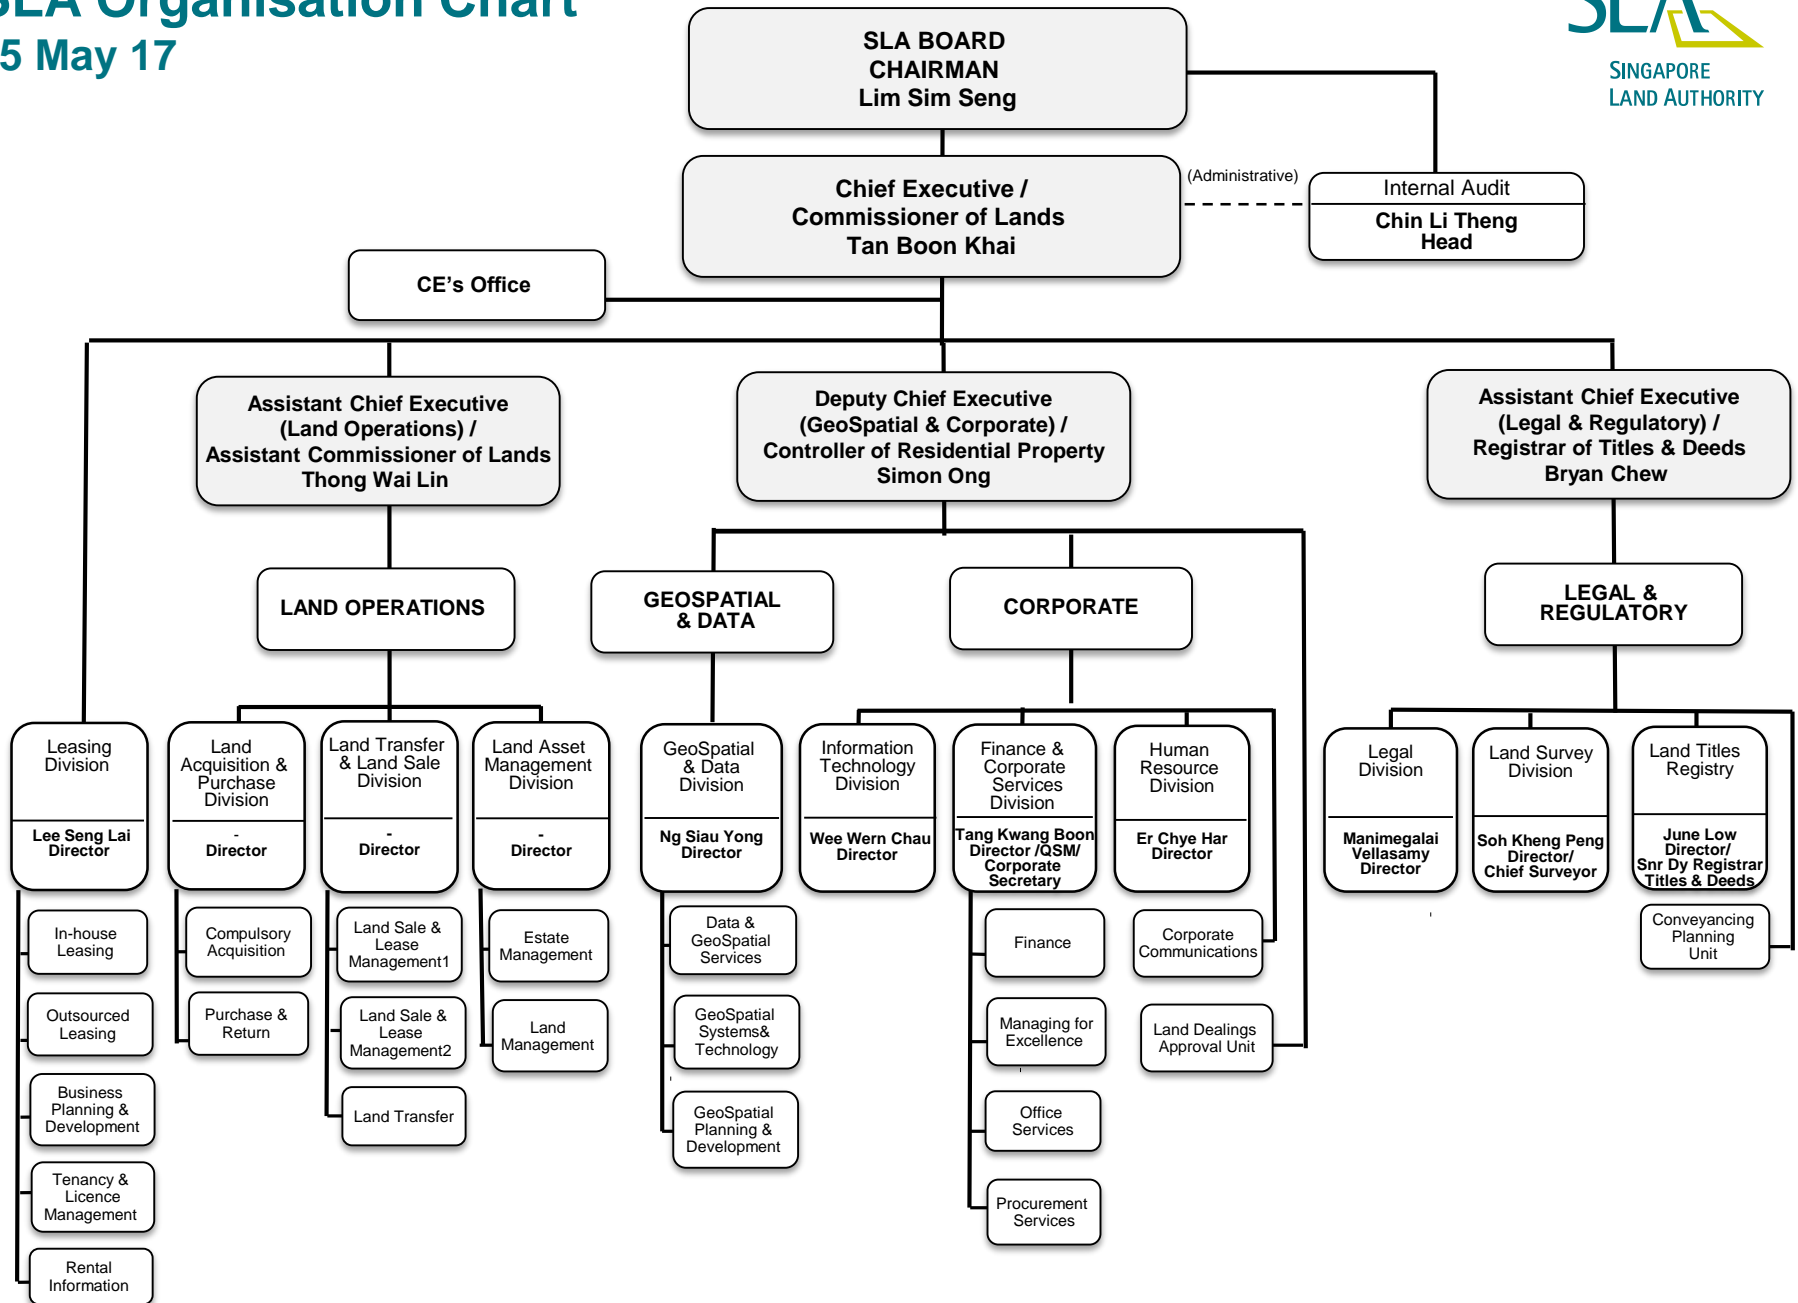 SLA Organisation Chart
5 May 17
SLA
SINGAPORE
LAND AUTHORITY
SLA BOARD
CHAIRMAN
Lim Sim Seng
Chief Executive /
Commissioner of Lands
Tan Boon Khai
(Administrative)
Internal Audit
Chin Li Theng
Head
CE's Office
Assistant Chief Executive
(Land Operations) /
Assistant Commissioner of Lands
Thong Wai Lin
Deputy Chief Executive
(GeoSpatial & Corporate) /
Controller of Residential Property
Simon Ong
Assistant Chief Executive
(Legal & Regulatory) /
Registrar of Titles & Deeds
Bryan Chew
LAND OPERATIONS
GEOSPATIAL
& DATA
CORPORATE
LEGAL &
REGULATORY
Leasing
Division
Lee Seng Lai
Director
Land
Acquisition &
Purchase
Division
-
Director
Land Transfer
& Land Sale
Division
-
Director
Land Asset
Management
Division
-
Director
GeoSpatial
& Data
Division
Ng Siau Yong
Director
Information
Technology
Division
Wee Wern Chau
Director
Finance &
Corporate
Services
Division
Tang Kwang Boon
Director /QSM/
Corporate
Secretary
Human
Resource
Division
Er Chye Har
Director
Legal
Division
Manimegalai
Vellasamy
Director
Land Survey
Division
Soh Kheng Peng
Director/
Chief Surveyor
Land Titles
Registry
June Low
Director/
Snr Dy Registrar
Titles & Deeds
In-house
Leasing
Outsourced
Leasing
Business
Planning &
Development
Tenancy &
Licence
Management
Rental
Information
Compulsory
Acquisition
Purchase &
Return
Land Sale &
Lease
Management1
Land Sale &
Lease
Management2
Land Transfer
Estate
Management
Land
Management
Data &
GeoSpatial
Services
GeoSpatial
Systems&
Technology
GeoSpatial
Planning &
Development
Finance
Managing for
Excellence
Office
Services
Procurement
Services
Corporate
Communications
Land Dealings
Approval Unit
Conveyancing
Planning
Unit